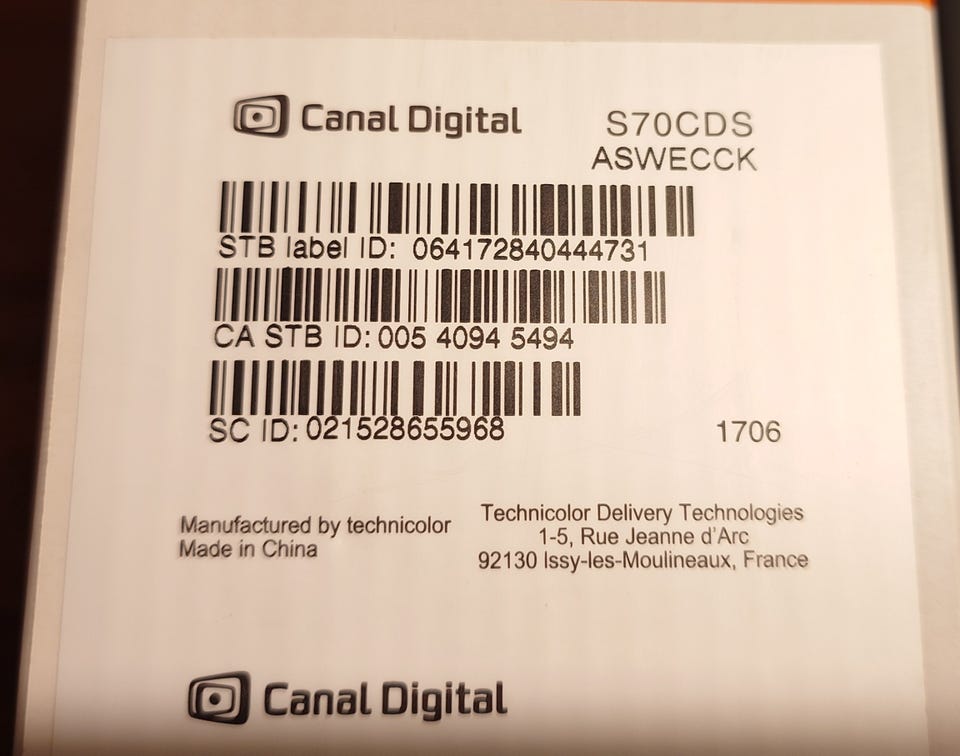 Canal Digital
S70CDS
ASWECCK
STB label ID: 064172840444731
CA STB ID: 005 4094 5494
SC ID: 021528655968
1706
Manufactured by technicolor
Made in China
Technicolor Delivery Technologies
1-5, Rue Jeanne d'Arc
92130 Issy-les-Moulineaux, France
Canal Digital